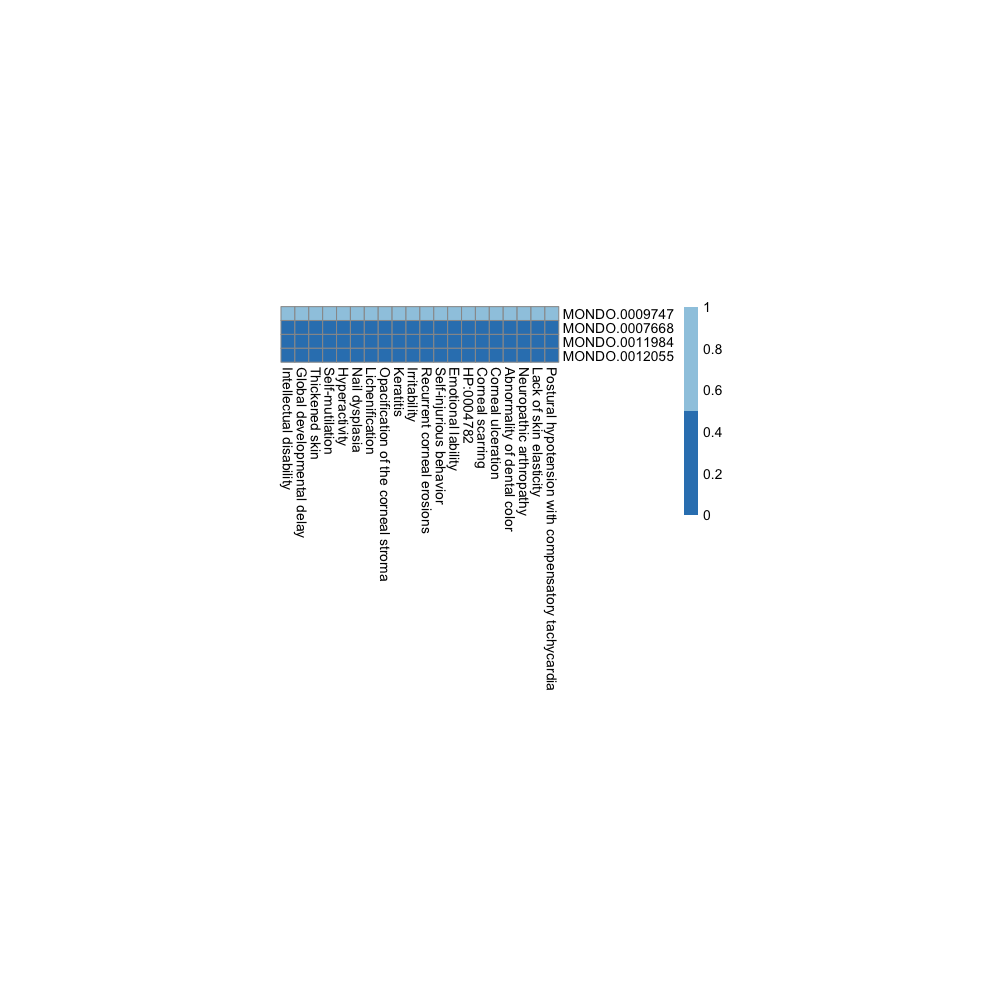 MONDO.0009747
MONDO.0007668
MONDO.0011984
MONDO.0012055
Intellectual disability
Global developmental delay
Thickened skin
Self-mutilation
Hyperactivity
Nail dysplasia
Lichenification
Opacification of the corneal stroma
Keratitis
Irritability
Recurrent corneal erosions
Self-injurious behavior
Emotional lability
HP:0004782
Corneal scarring
Corneal ulceration
Abnormality of dental color
Neuropathic arthropathy
Lack of skin elasticity
Postural hypotension with compensatory tachycardia
1
0.8
0.6
0.4
0.2
0